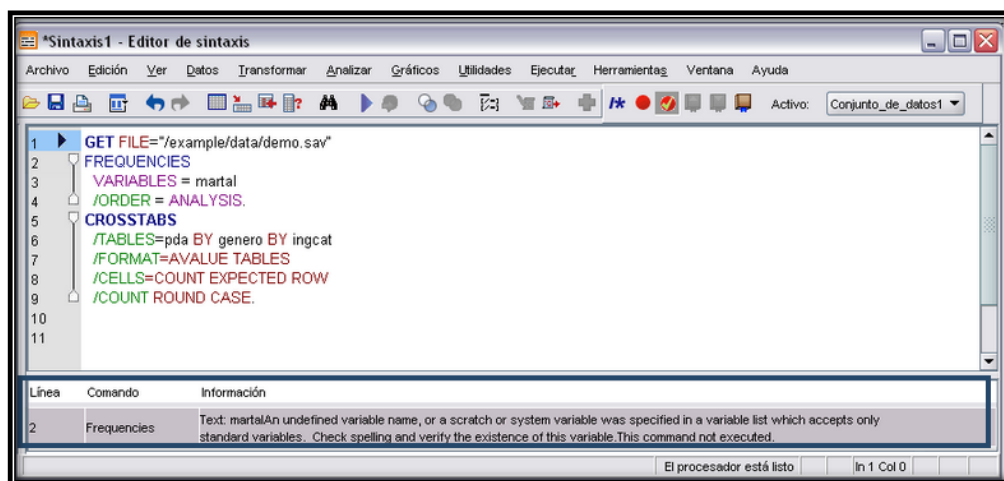 *Sintaxis1 - Editor de sintaxis
Archivo Edición Ver Datos Transformar Analizar Gráficos Utilidades Ejecutar Herramientas Ventana Ayuda
Activo: Conjunto_de_datos1
1 GET FILE="/example/data/demo.sav"
2 FREQUENCIES
3 VARIABLES = martal
4 /ORDER = ANALYSIS.
5 CROSSTABS
6 /TABLES=pda BY genero BY ingcat
7 /FORMAT=AVALUE TABLES
8 /CELLS=COUNT EXPECTED ROW
9 /COUNT ROUND CASE.
10
11
Línea Comando Información
2 Frequencies Text: martalAn undefined variable name, or a scratch or system variable was specified in a variable list which accepts only
standard variables. Check spelling and verify the existence of this variable.This command not executed.
El procesador está listo In 1 Col 0